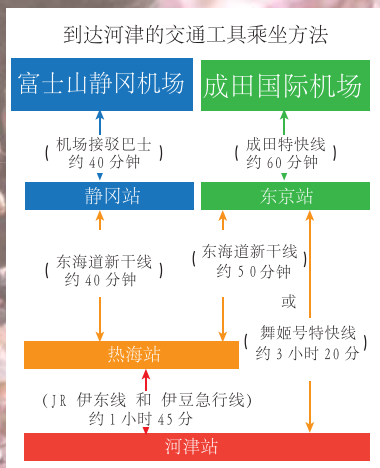 到达河津的交通工具乘坐方法
富士山静冈机场
成田国际机场
(机场接驳巴士
约40分钟)
(成田特快线
约60分钟)
静冈站
东京站
(东海道新干线
约40分钟)
(东海道新干线
约50分钟)
或
(舞姬号特快线
约3小时20分)
热海站
(JR 伊东线 和 伊豆急行线)
约1小时45分
河津站